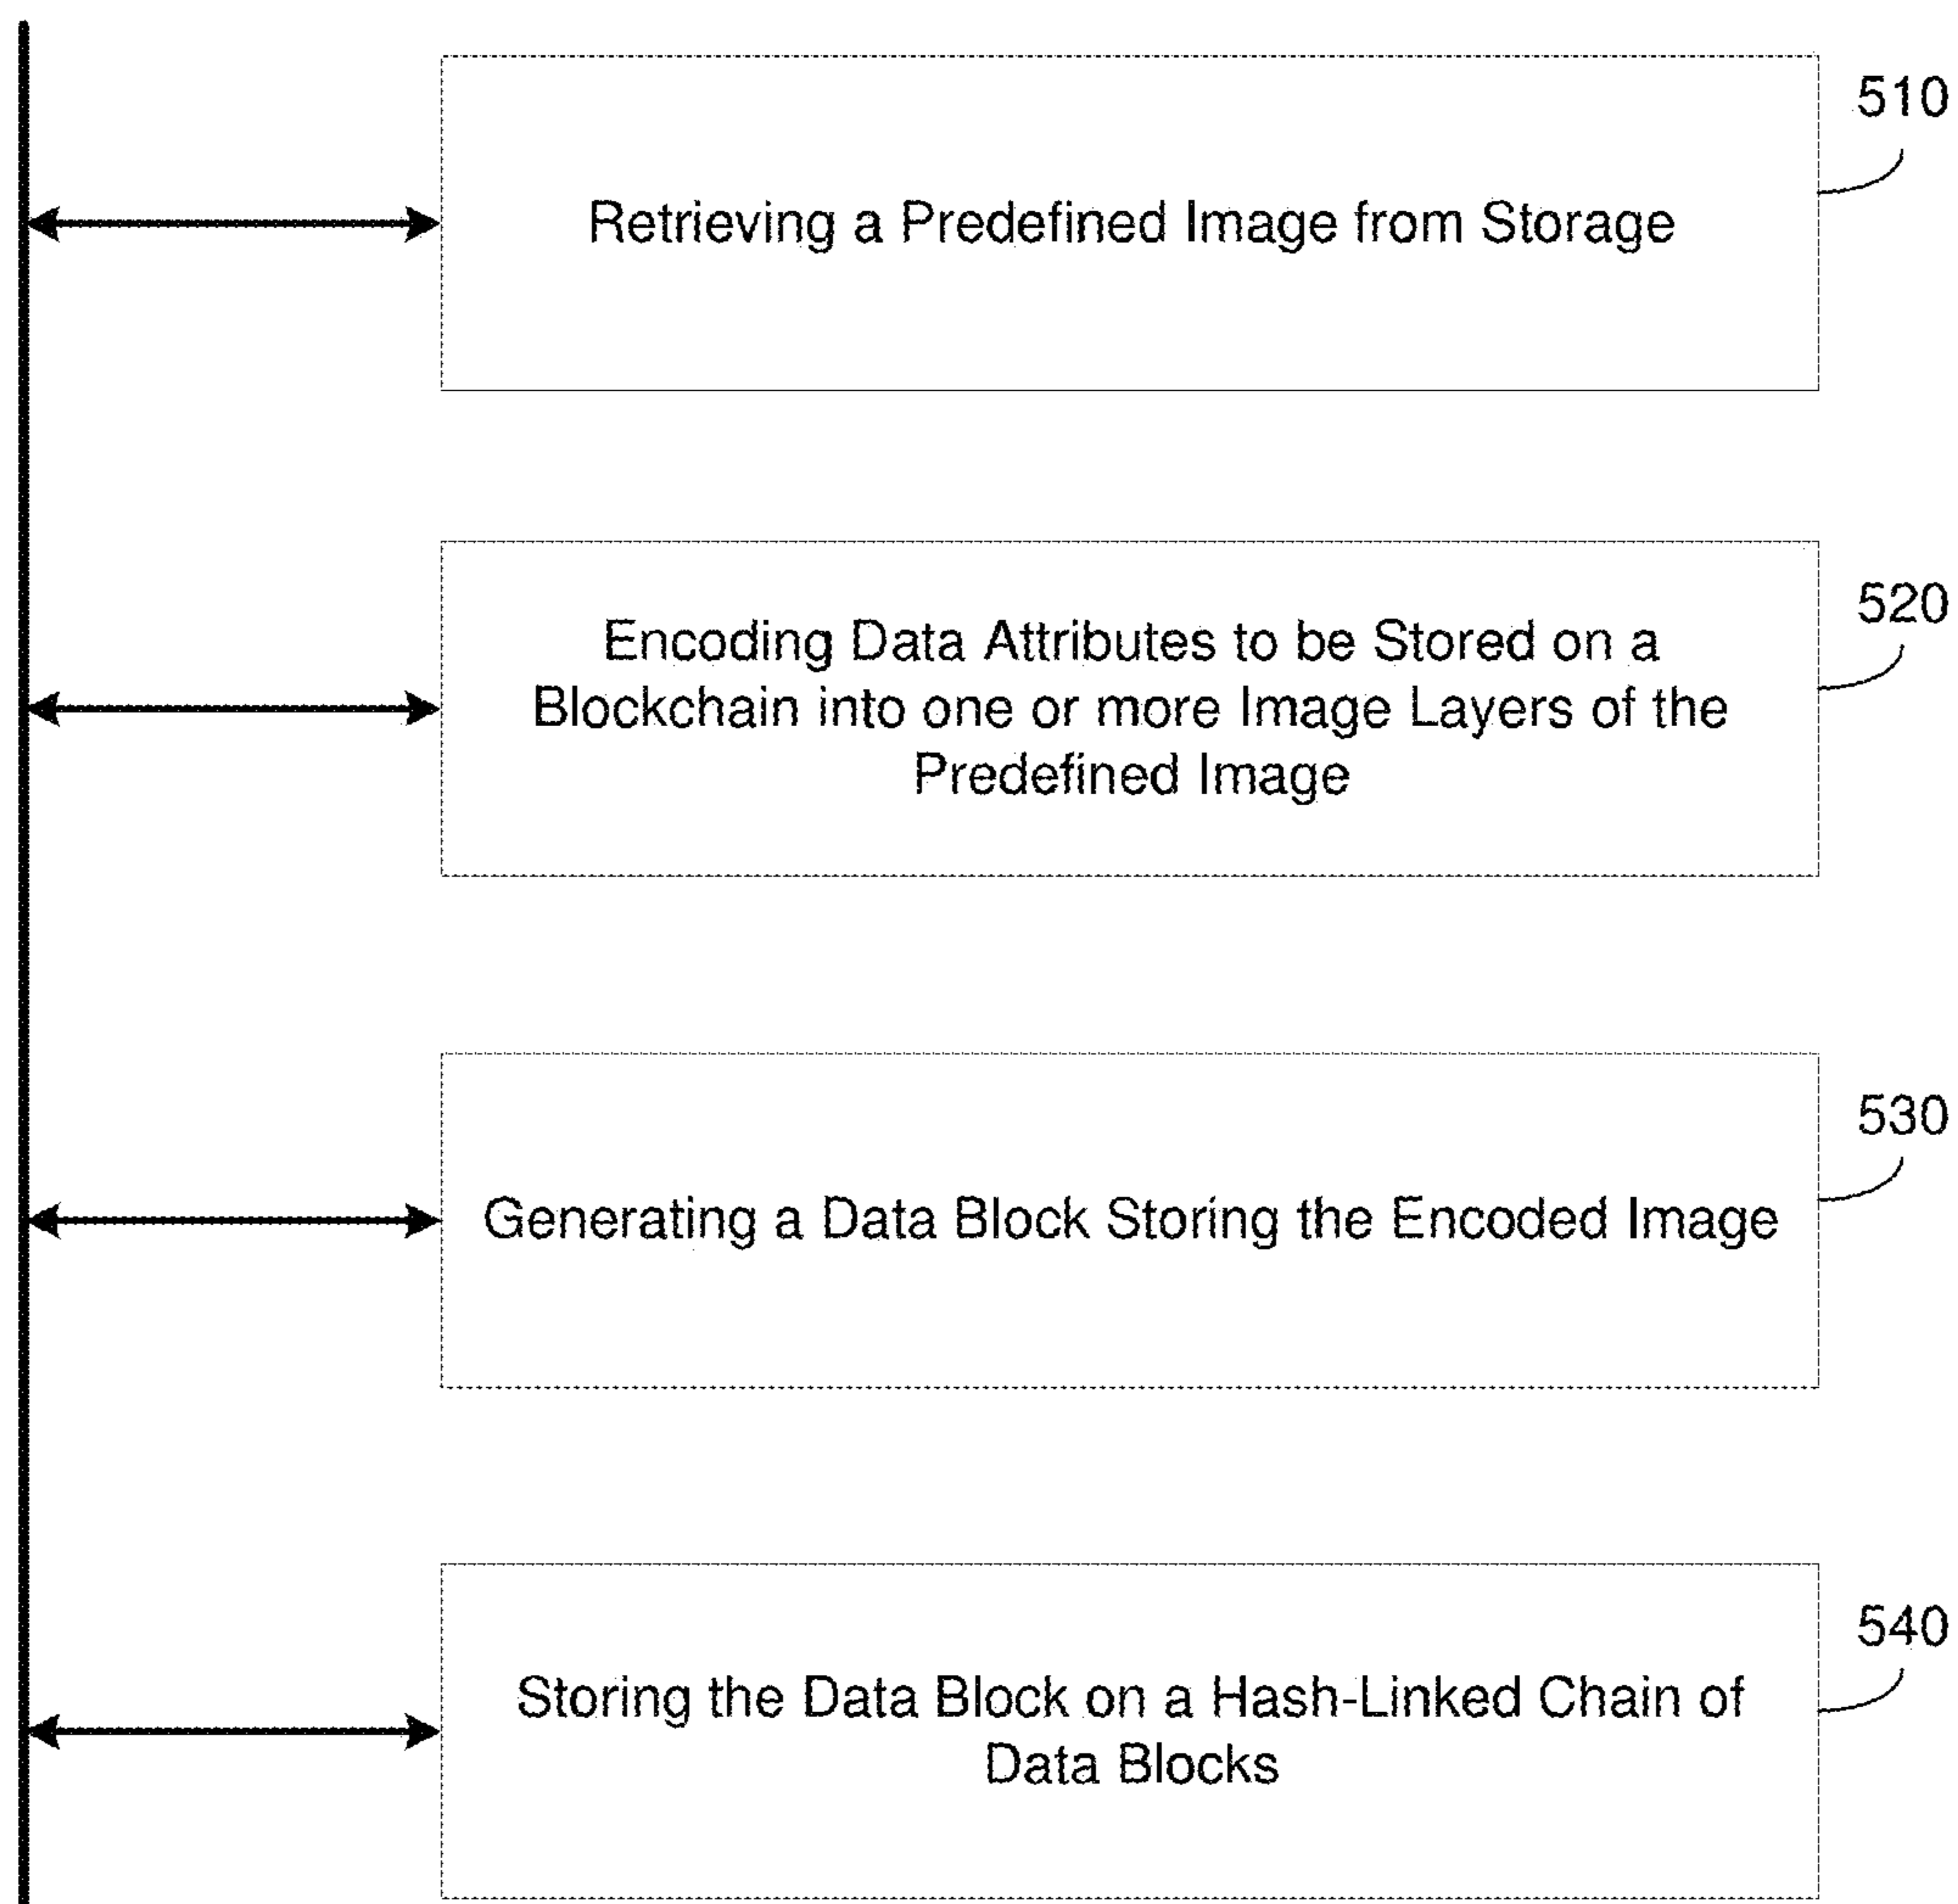 510
Retrieving a Predefined Image from Storage
520
Encoding Data Attributes to be Stored on a
Blockchain into one or more Image Layers of the
Predefined Image
530
Generating a Data Block Storing the Encoded Image
540
Storing the Data Block on a Hash-Linked Chain of
Data Blocks